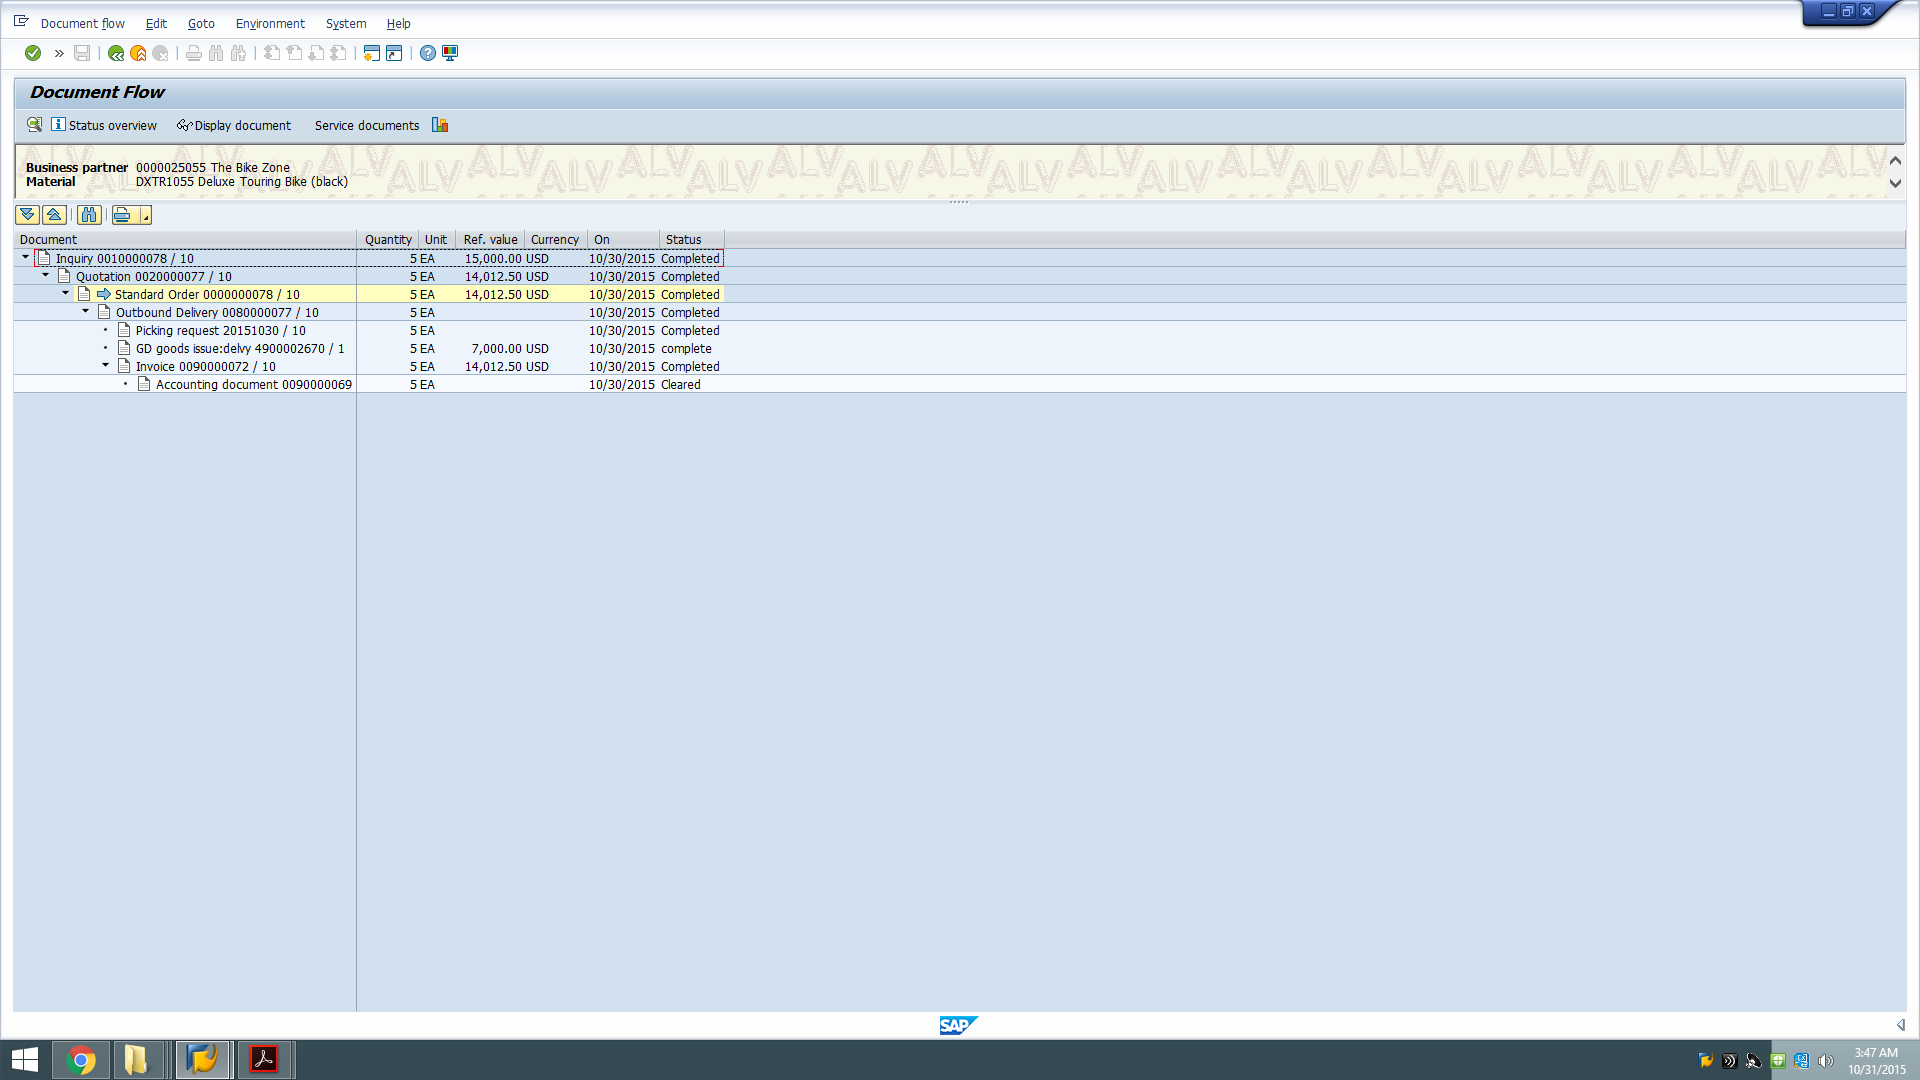 Document flow Edit Goto Environment System Help
Document Flow
Status overview Display document Service documents
Business partner 0000025055 The Bike Zone
Material DXTR1055 Deluxe Touring Bike (black)
Document Quantity Unit Ref. value Currency On Status
Inquiry 0010000078 / 10 5 EA 15,000.00 USD 10/30/2015 Completed
Quotation 0020000077 / 10 5 EA 14,012.50 USD 10/30/2015 Completed
Standard Order 0000000078 / 10 5 EA 14,012.50 USD 10/30/2015 Completed
Outbound Delivery 0080000077 / 10 5 EA 10/30/2015 Completed
Picking request 20151030 / 10 5 EA 10/30/2015 Completed
GD goods issue:delvy 4900002670 / 1 5 EA 7,000.00 USD 10/30/2015 complete
Invoice 0090000072 / 10 5 EA 14,012.50 USD 10/30/2015 Completed
Accounting document 0090000069 5 EA 10/30/2015 Cleared
SAP
3:47 AM
10/31/2015